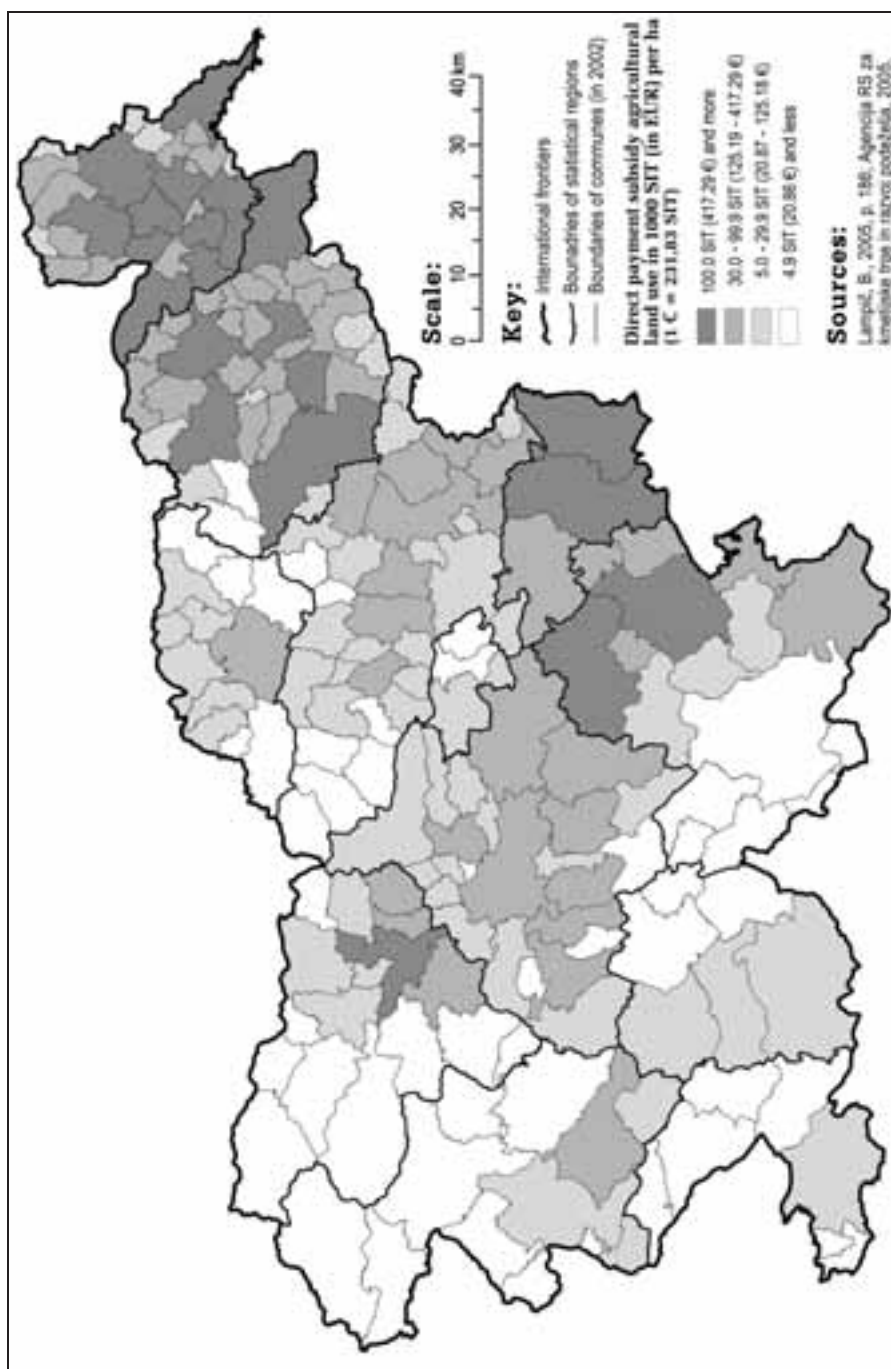 Scale:
0 10 20 30 40 km
Key:
International frontiers
Bounadries of statistical regions
Boundaries of communes (in 2002)
Direct payment subsidy agricultural
land use in 1000 SIT (in EUR) per ha
(1 € = 231,83 SIT)
100.0 SIT (417.29 €) and more
30.0 - 99.9 SIT (125.19 - 417.29 €)
5.0 - 29.9 SIT (20.87 - 125.18 €)
4.9 SIT (20.86 €) and less
Sources:
Lampič, B., 2005, p. 186, Agencija RS za
kmetijske trge in razvoj podeželja, 2005.